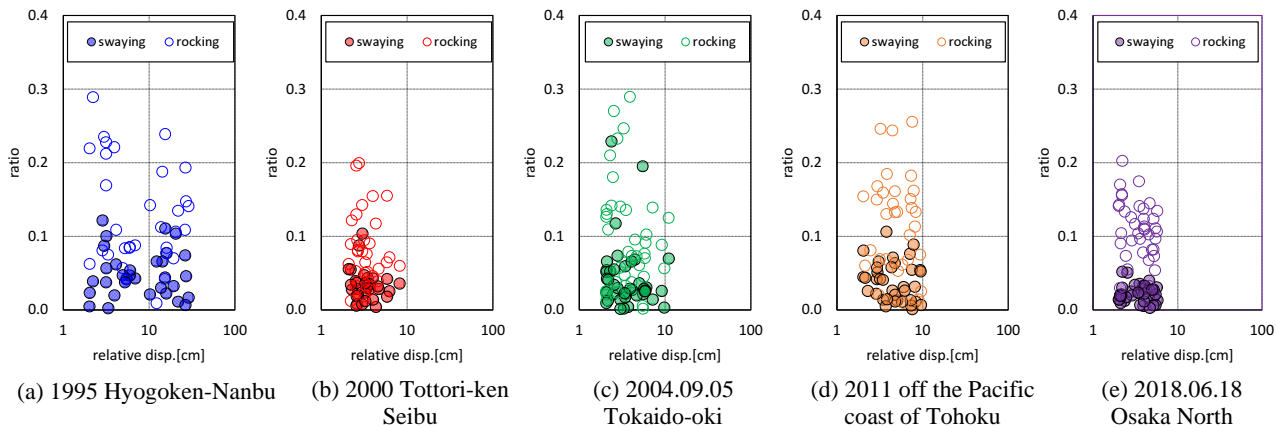 0.4
0.3
0.2
0.1
0.0
ratio
swaying
rocking
1
10
100
relative disp.[cm]
(a) 1995 Hyogoken-Nanbu
0.4
0.3
0.2
0.1
0.0
ratio
swaying
rocking
1
10
100
relative disp.[cm]
(b) 2000 Tottori-ken
Seibu
0.4
0.3
0.2
0.1
0.0
ratio
swaying
rocking
1
10
100
relative disp.[cm]
(c) 2004.09.05
Tokaido-oki
0.4
0.3
0.2
0.1
0.0
ratio
swaying
rocking
1
10
100
relative disp.[cm]
(d) 2011 off the Pacific
coast of Tohoku
0.4
0.3
0.2
0.1
0.0
ratio
swaying
rocking
1
10
100
relative disp.[cm]
(e) 2018.06.18
Osaka North